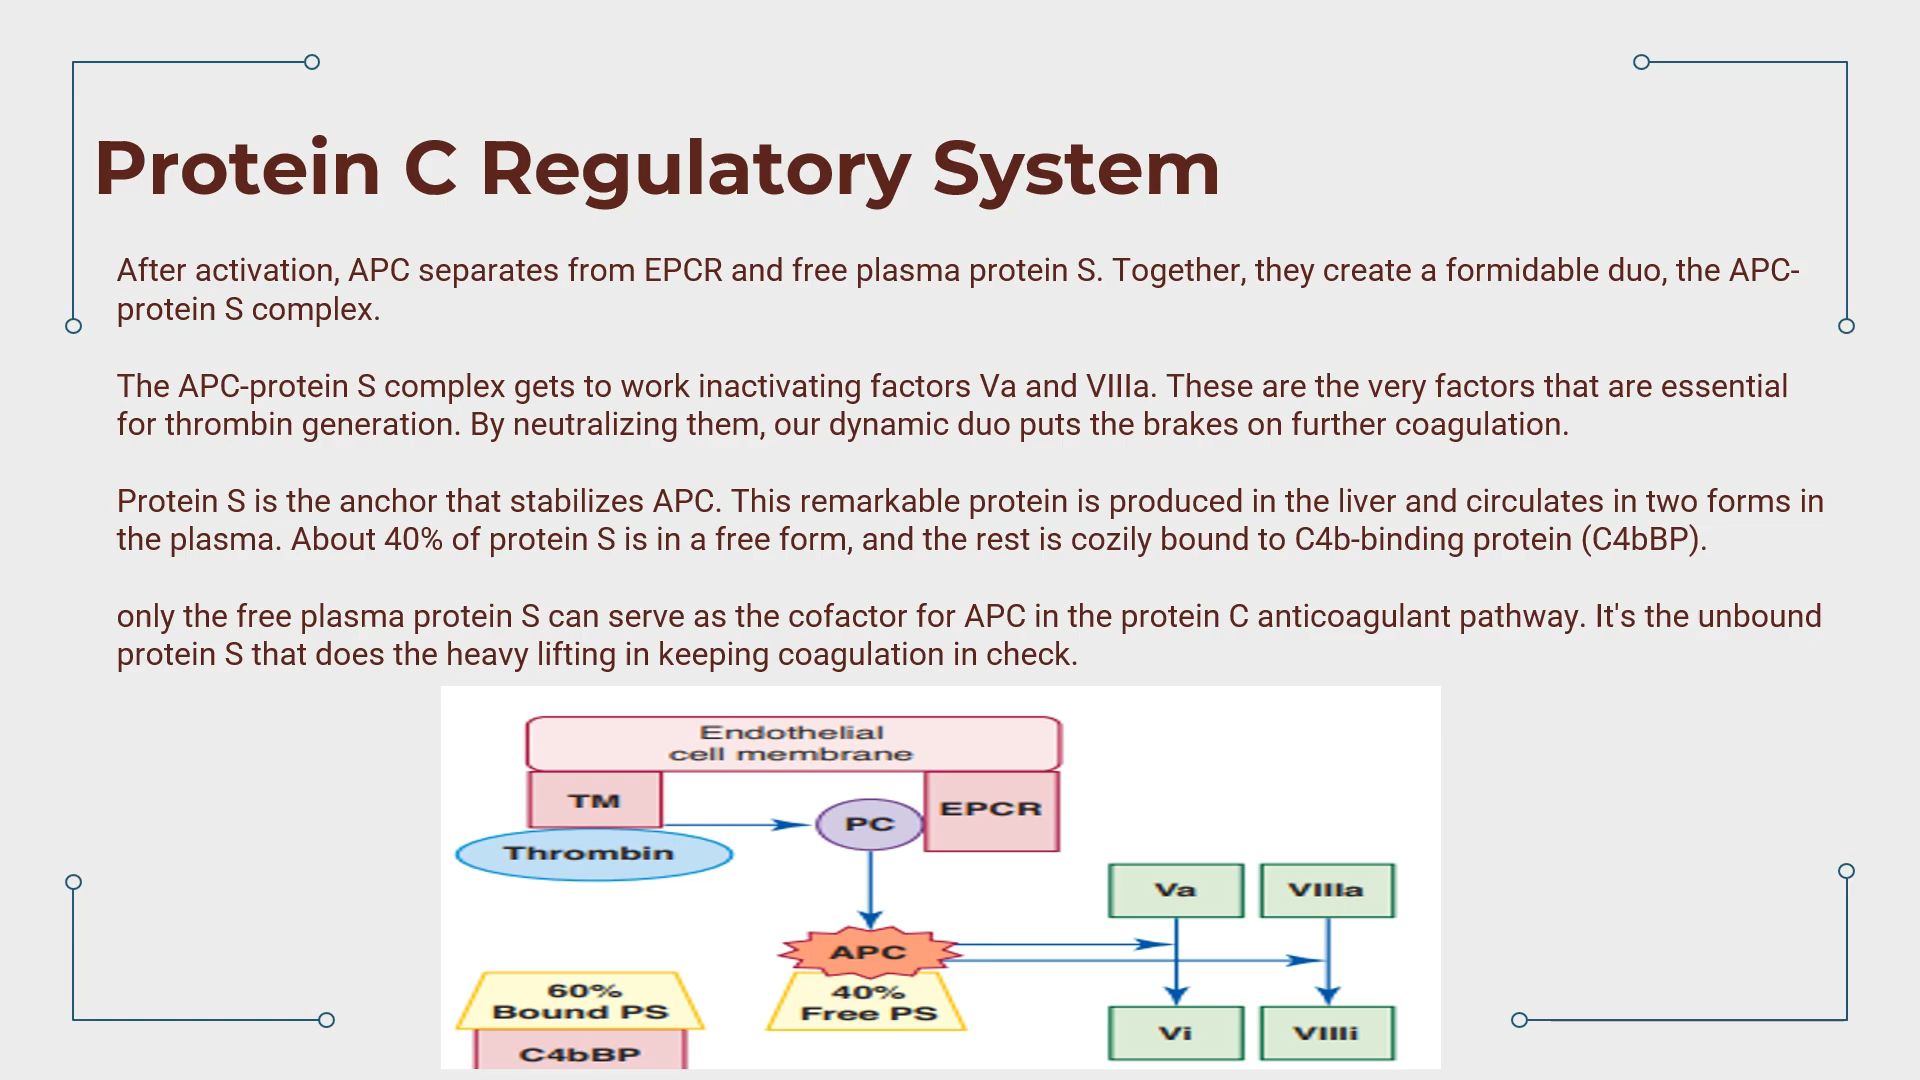 Protein C Regulatory System
After activation, APC separates from EPCR and free plasma protein S. Together, they create a formidable duo, the APC-
protein S complex.
The APC-protein S complex gets to work inactivating factors Va and VIIIa. These are the very factors that are essential
for thrombin generation. By neutralizing them, our dynamic duo puts the brakes on further coagulation.
Protein S is the anchor that stabilizes APC. This remarkable protein is produced in the liver and circulates in two forms in
the plasma. About 40% of protein S is in a free form, and the rest is cozily bound to C4b-binding protein (C4bBP).
only the free plasma protein S can serve as the cofactor for APC in the protein C anticoagulant pathway. It's the unbound
protein S that does the heavy lifting in keeping coagulation in check.
Endothelial
cell membrane
TM
EPCR
PC
Thrombin
Va
VIIIa
APC
60%
Bound PS
40%
Free PS
Vi
VIIIi
C4bBP